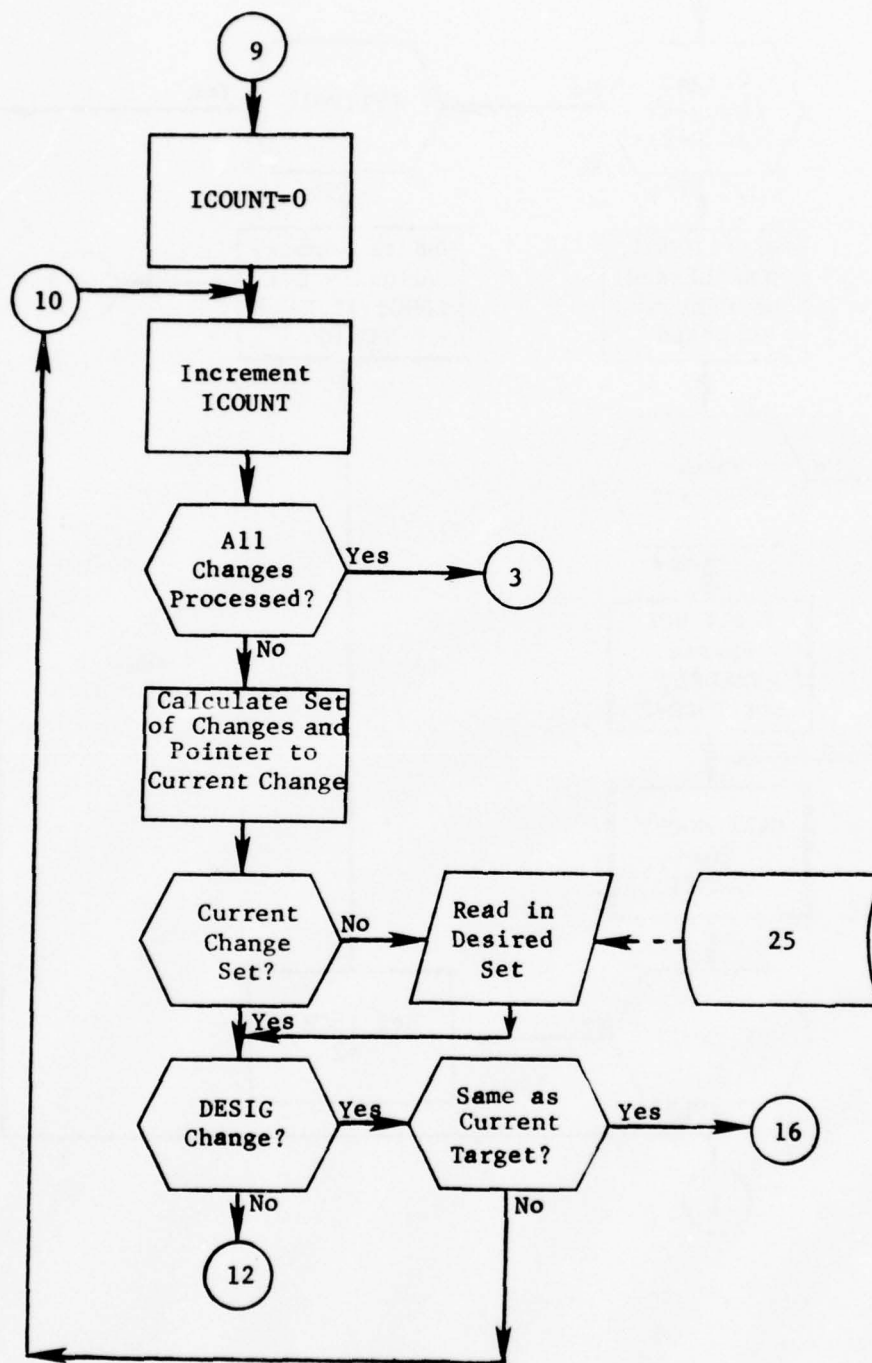 9
ICOUNT=0
10
Increment
ICOUNT
All
Changes
Processed?
Yes
3
No
Calculate Set
of Changes and
Pointer to
Current Change
Current
Change
Set?
No
Read in
Desired
Set
25
Yes
DESIG
Change?
Yes
Same as
Current
Target?
Yes
16
No
12
No